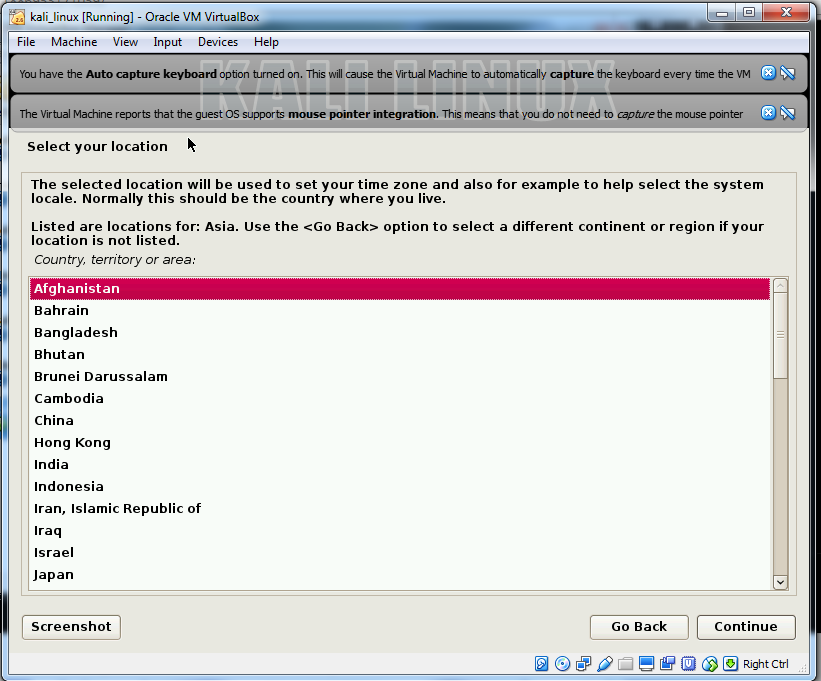 kali_linux [Running] - Oracle VM VirtualBox
File Machine View Input Devices Help
You have the Auto capture keyboard option turned on. This will cause the Virtual Machine to automatically capture the keyboard every time the VM
KALI LINUX
The Virtual Machine reports that the guest OS supports mouse pointer integration. This means that you do not need to capture the mouse pointer
Select your location
The selected location will be used to set your time zone and also for example to help select the system
locale. Normally this should be the country where you live.
Listed are locations for: Asia. Use the <Go Back> option to select a different continent or region if your
location is not listed.
Country, territory or area:
Afghanistan
Bahrain
Bangladesh
Bhutan
Brunei Darussalam
Cambodia
China
Hong Kong
India
Indonesia
Iran, Islamic Republic of
Iraq
Israel
Japan
Screenshot Go Back Continue
Right Ctrl